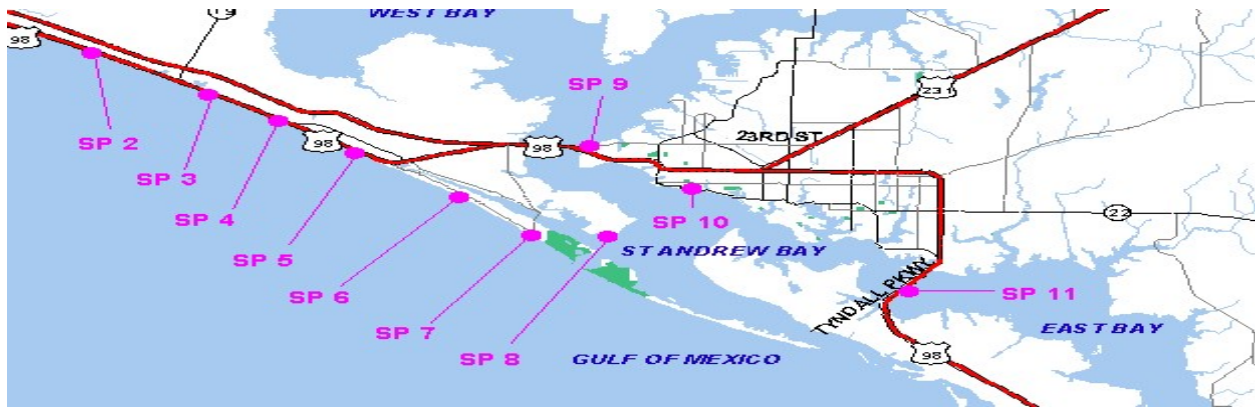 19
WEST BAY
98
SP 2
SP 9
231
23RD ST
98
98
SP 3
SP 4
SP 10
22
SP 5
ST ANDREW BAY
SP 6
TYNDALL PKWY
SP 11
SP 7
EAST BAY
SP 8
GULF OF MEXICO
98